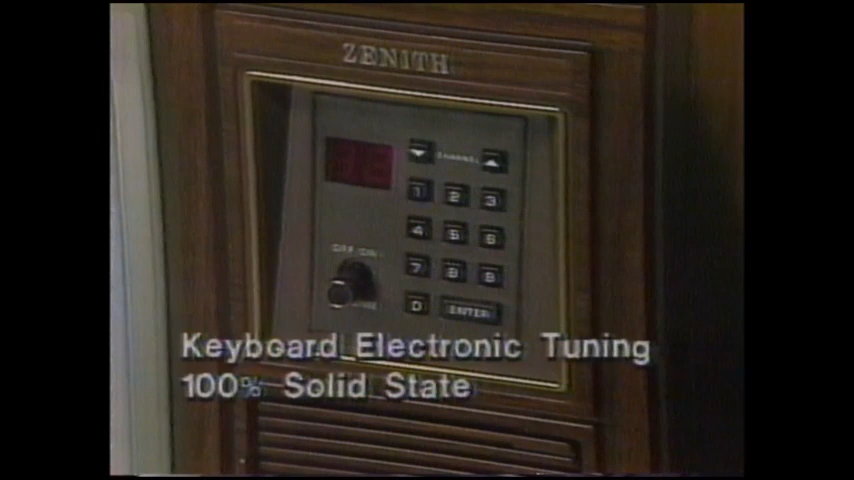 ZENITH
CHANNEL
1 2 3
4 5 6
7 8 9
OFF/ON
0 ENTER
Keyboard Electronic Tuning
100% Solid State